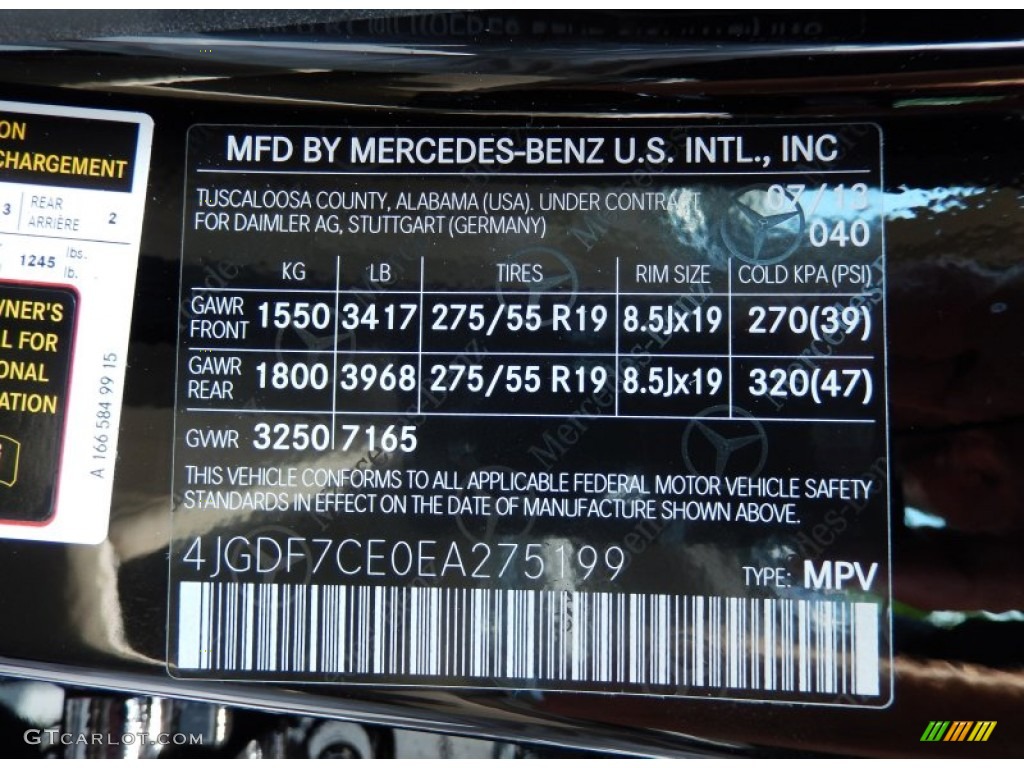 ON
CHARGEMENT
3 REAR ARRIÈRE 2
1245 lbs. lb.
WNER'S
L FOR
ONAL
ATION
A 166 584 99 15
MFD BY MERCEDES-BENZ U.S. INTL., INC
TUSCALOOSA COUNTY, ALABAMA (USA). UNDER CONTRACT 07/13
FOR DAIMLER AG, STUTTGART (GERMANY) 040
KG LB TIRES RIM SIZE COLD KPA (PSI)
GAWR FRONT 1550 3417 275/55 R19 8.5Jx19 270(39)
GAWR REAR 1800 3968 275/55 R19 8.5Jx19 320(47)
GVWR 3250 7165
THIS VEHICLE CONFORMS TO ALL APPLICABLE FEDERAL MOTOR VEHICLE SAFETY
STANDARDS IN EFFECT ON THE DATE OF MANUFACTURE SHOWN ABOVE.
4JGDF7CE0EA275199
TYPE: MPV
GTcarlot.com